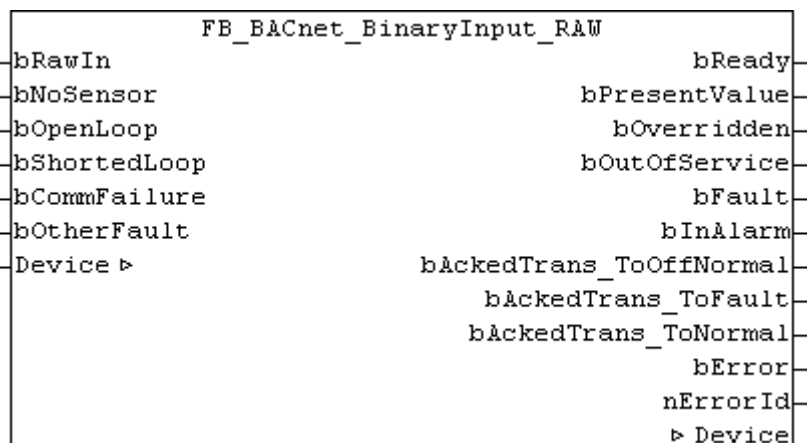 FB_BACnet_BinaryInput_RAW
bRawIn bReady
bNoSensor bPresentValue
bOpenLoop bOverridden
bShortedLoop bOutOfService
bCommFailure bFault
bOtherFault bInAlarm
Device ▷ bAckedTrans_ToOffNormal
bAckedTrans_ToFault
bAckedTrans_ToNormal
bError
nErrorId
▷ Device